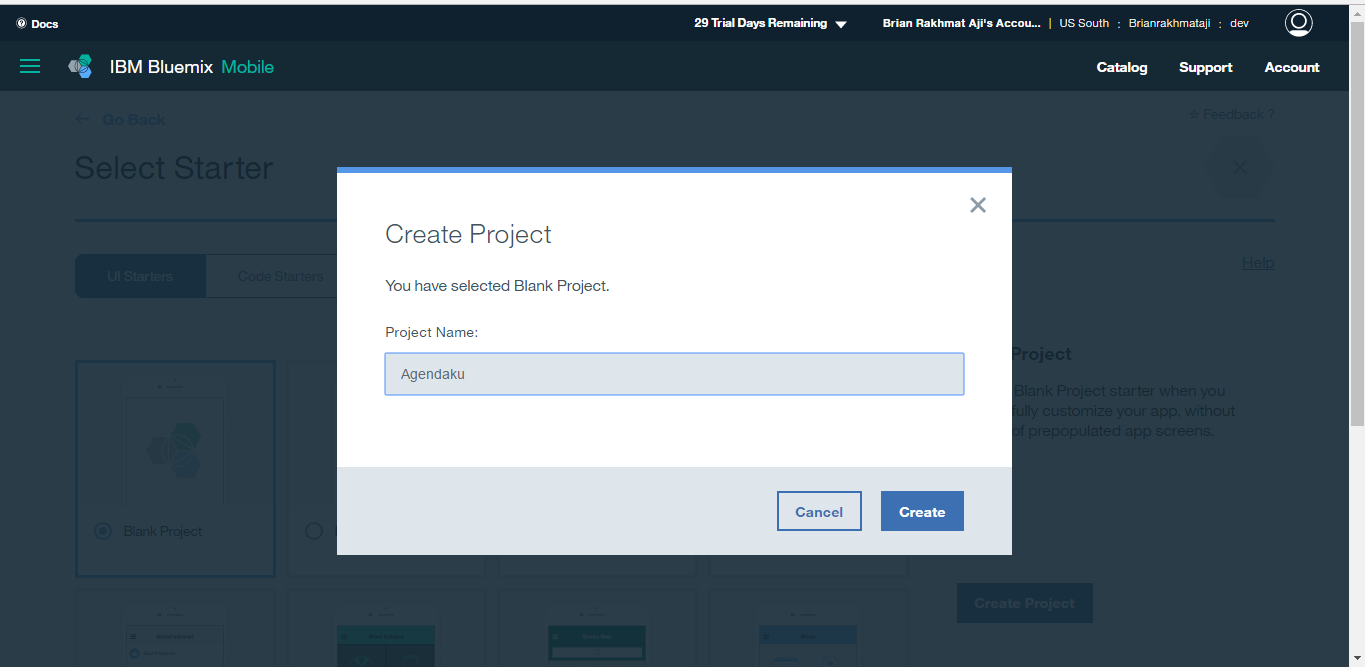 Docs
29 Trial Days Remaining
Brian Rakhmat Aji's Accou... | US South : Brianrakhmataji : dev
IBM Bluemix Mobile
Catalog Support Account
← Go Back
☆ Feedback ?
Select Starter
Create Project
UI Starters
Code Starters
Help
You have selected Blank Project.
Project Name:
Project
Agendaku
Blank Project starter when you
fully customize your app, without
of prepopulated app screens.
Cancel
Create
Blank Project
Create Project